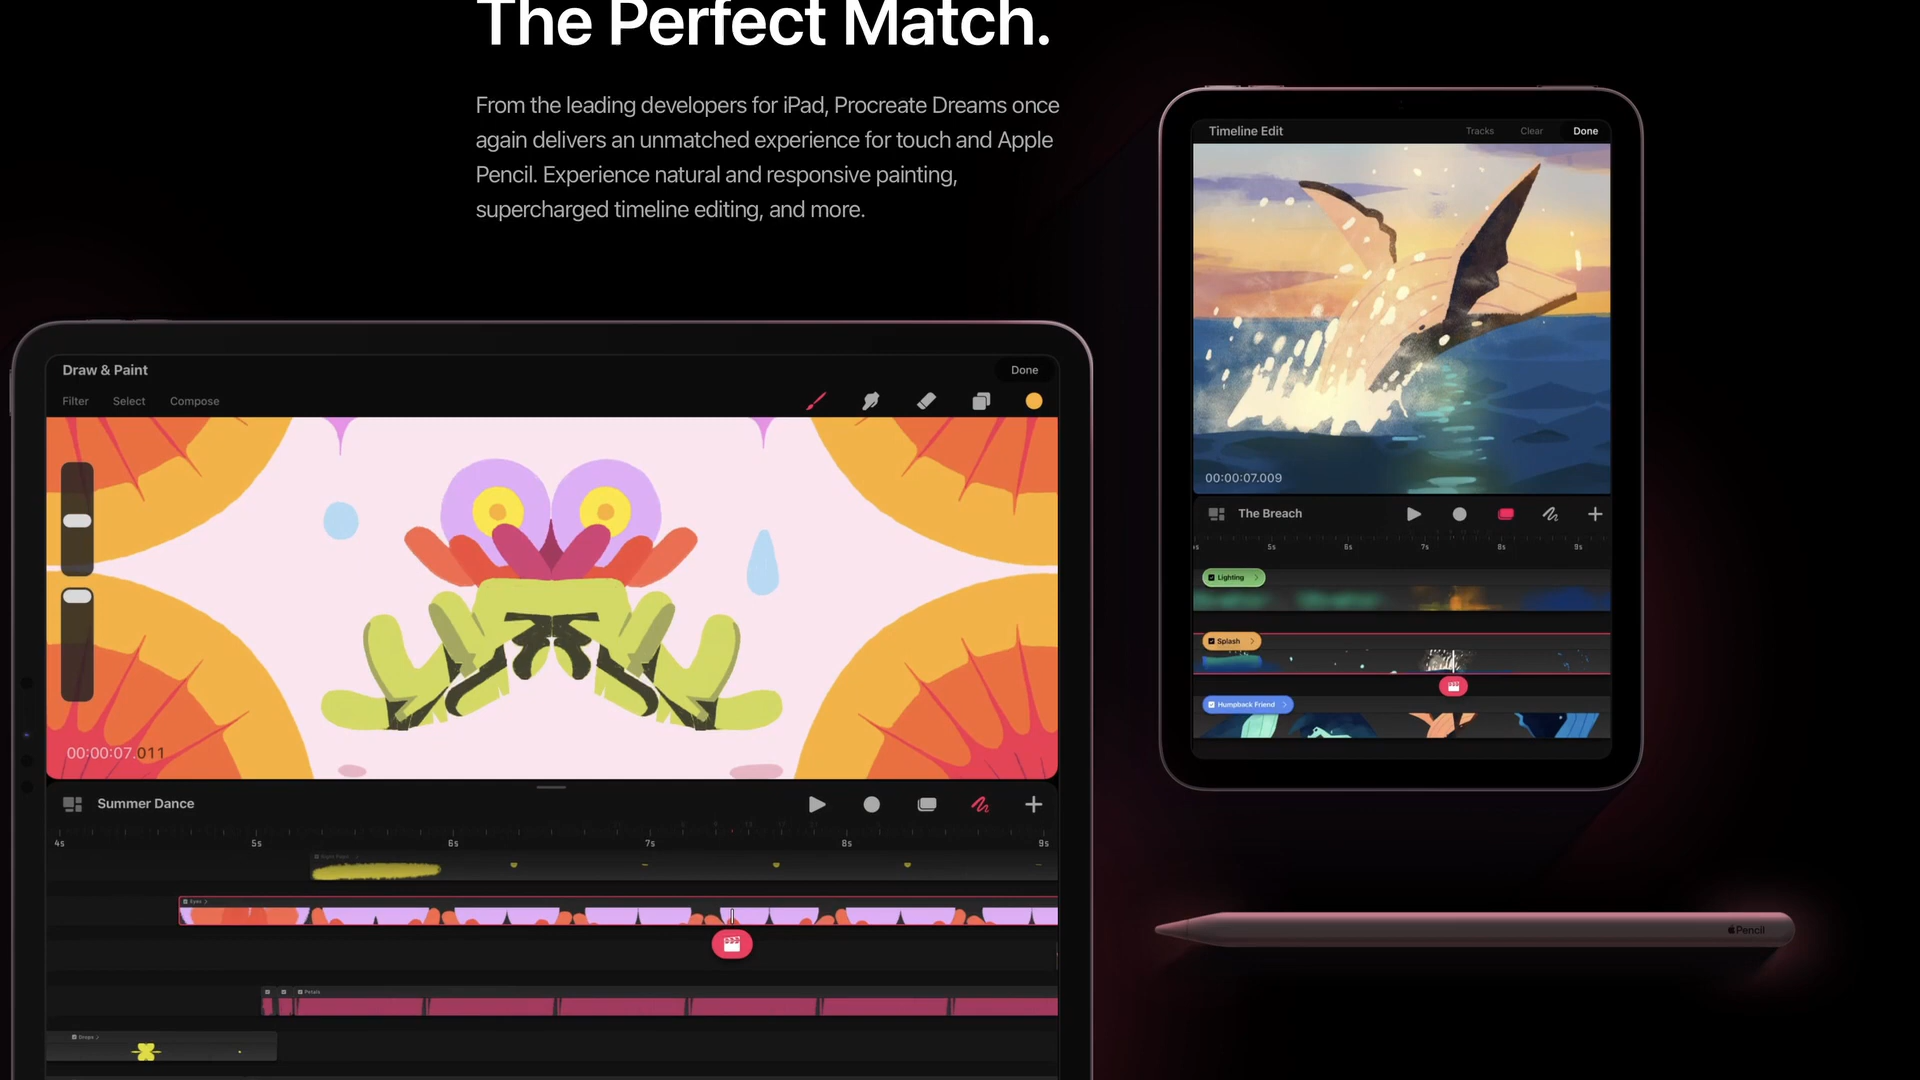 The Perfect Match.
From the leading developers for iPad, Procreate Dreams once
again delivers an unmatched experience for touch and Apple
Pencil. Experience natural and responsive painting,
supercharged timeline editing, and more.
Draw & Paint
Done
Filter Select Compose
00:00:07.011
Summer Dance
4s 5s 6s 7s 8s 9s
Eyes
Petals
Drops
Timeline Edit Tracks Clear Done
00:00:07.009
The Breach
5s 6s 7s 8s 9s
Lighting
Splash
Humpback Friend
Pencil